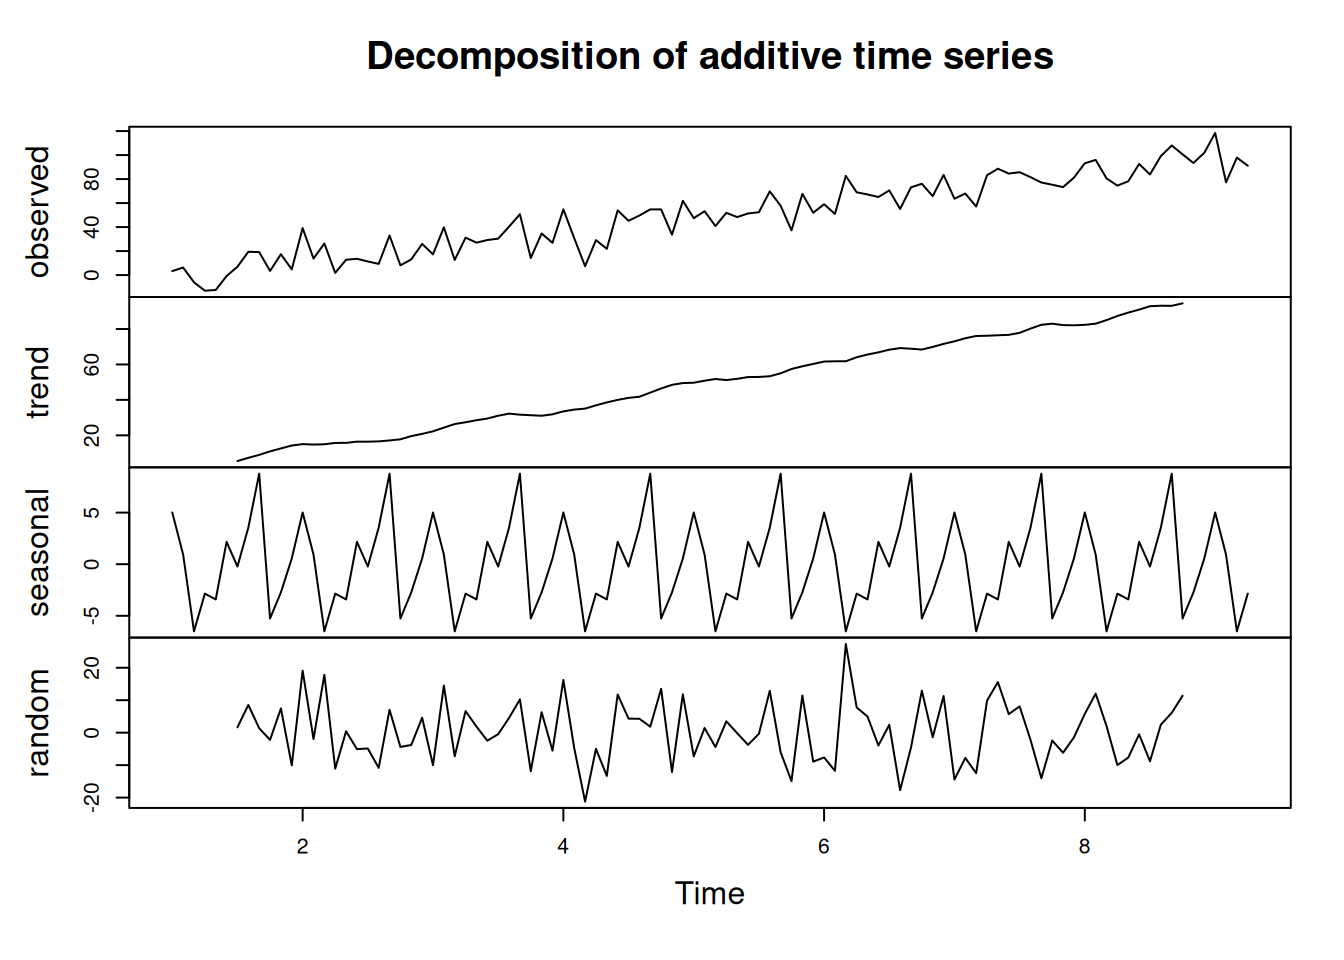 Decomposition of additive time series
observed
0 40 80
trend
20 60
seasonal
-5 0 5
random
-20 0 20
2 4 6 8
Time